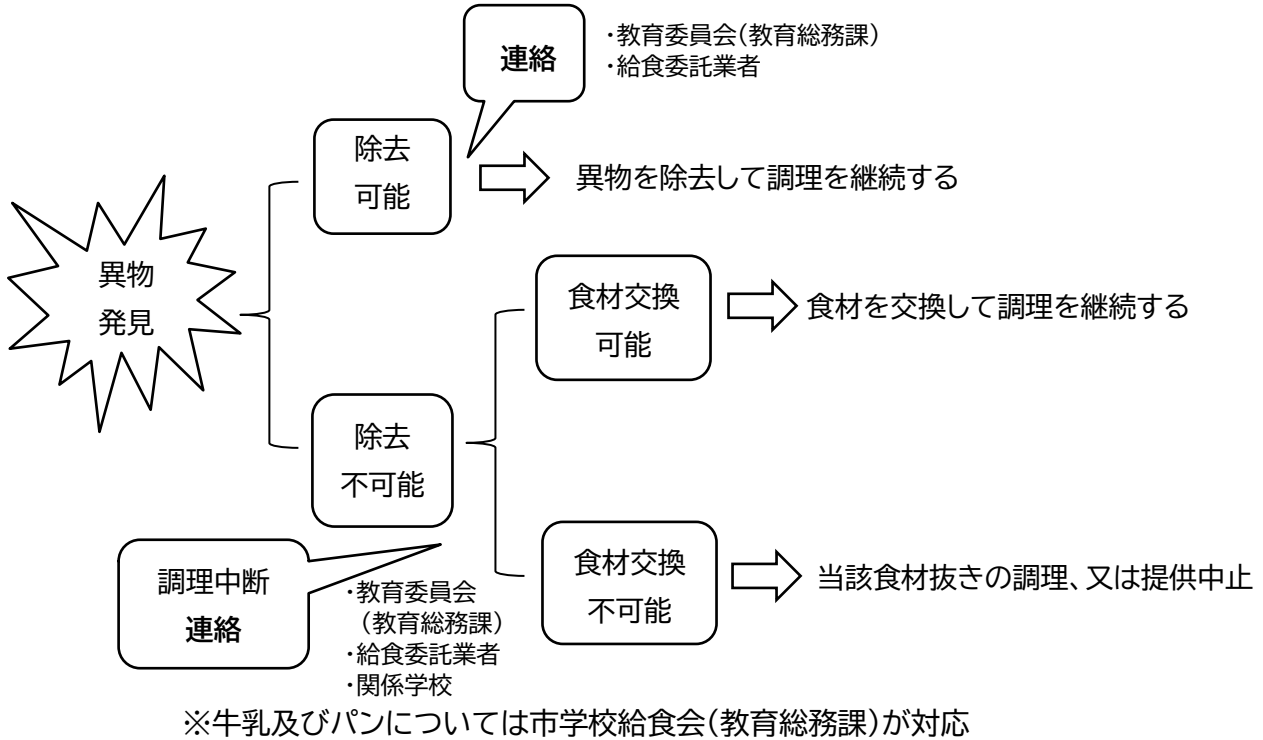 連絡
・教育委員会(教育総務課)
・給食委託業者
除去
可能
異物を除去して調理を継続する
異物
発見
食材交換
可能
食材を交換して調理を継続する
除去
不可能
調理中断
連絡
・教育委員会
(教育総務課)
・給食委託業者
・関係学校
食材交換
不可能
当該食材抜きの調理、又は提供中止
※牛乳及びパンについては市学校給食会(教育総務課)が対応